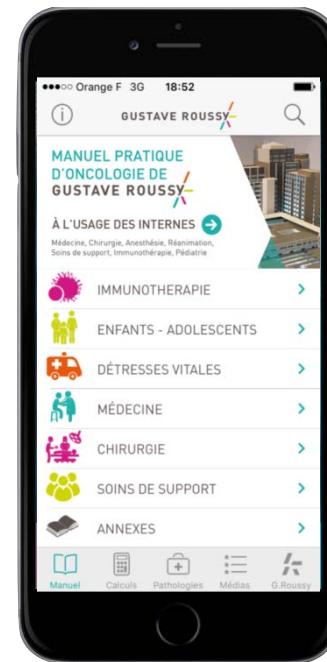 Orange F 3G 18:52
GUSTAVE ROUSSY
MANUEL PRATIQUE
D'ONCOLOGIE DE
GUSTAVE ROUSSY
À L'USAGE DES INTERNES
Médecine, Chirurgie, Anesthésie, Réanimation,
Soins de support, Immunothérapie, Pédiatrie
IMMUNOTHERAPIE
ENFANTS - ADOLESCENTS
DÉTRESSES VITALES
MÉDECINE
CHIRURGIE
SOINS DE SUPPORT
ANNEXES
Manuel Calculs Pathologies Médias G.Roussy